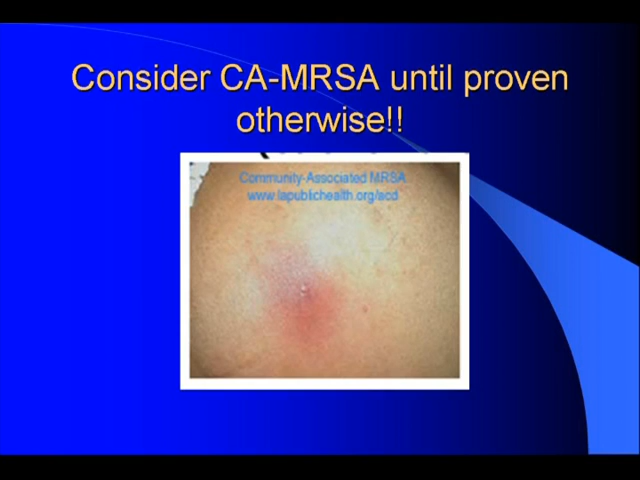 Consider CA-MRSA until proven
otherwise!!
Community-Associated MRSA
www.lapublichealth.org/acd